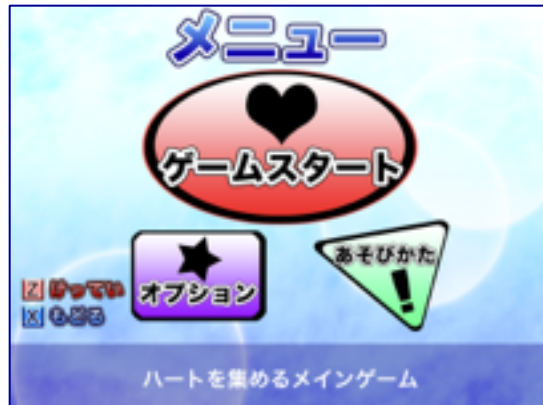 メニュー
ゲームスタート
オプション
あそびかた
!
Z けってい
X もどる
ハートを集めるメインゲーム